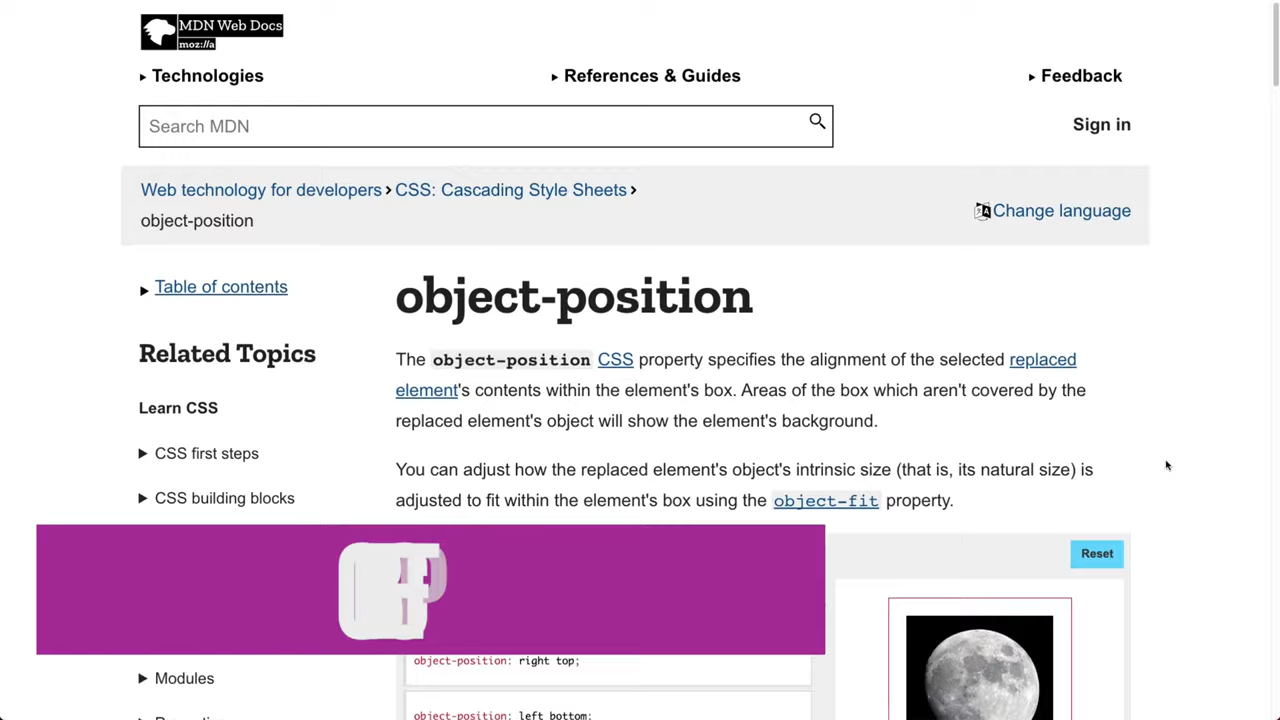 MDN Web Docs
moz://a
Technologies
References & Guides
Feedback
Search MDN
Sign in
Web technology for developers › CSS: Cascading Style Sheets ›
object-position
Change language
Table of contents
object-position
Related Topics
The object-position CSS property specifies the alignment of the selected replaced
element's contents within the element's box. Areas of the box which aren't covered by the
replaced element's object will show the element's background.
Learn CSS
CSS first steps
You can adjust how the replaced element's object's intrinsic size (that is, its natural size) is
adjusted to fit within the element's box using the object-fit property.
CSS building blocks
Reset
object-position: right top;
Modules
object-position: left bottom;